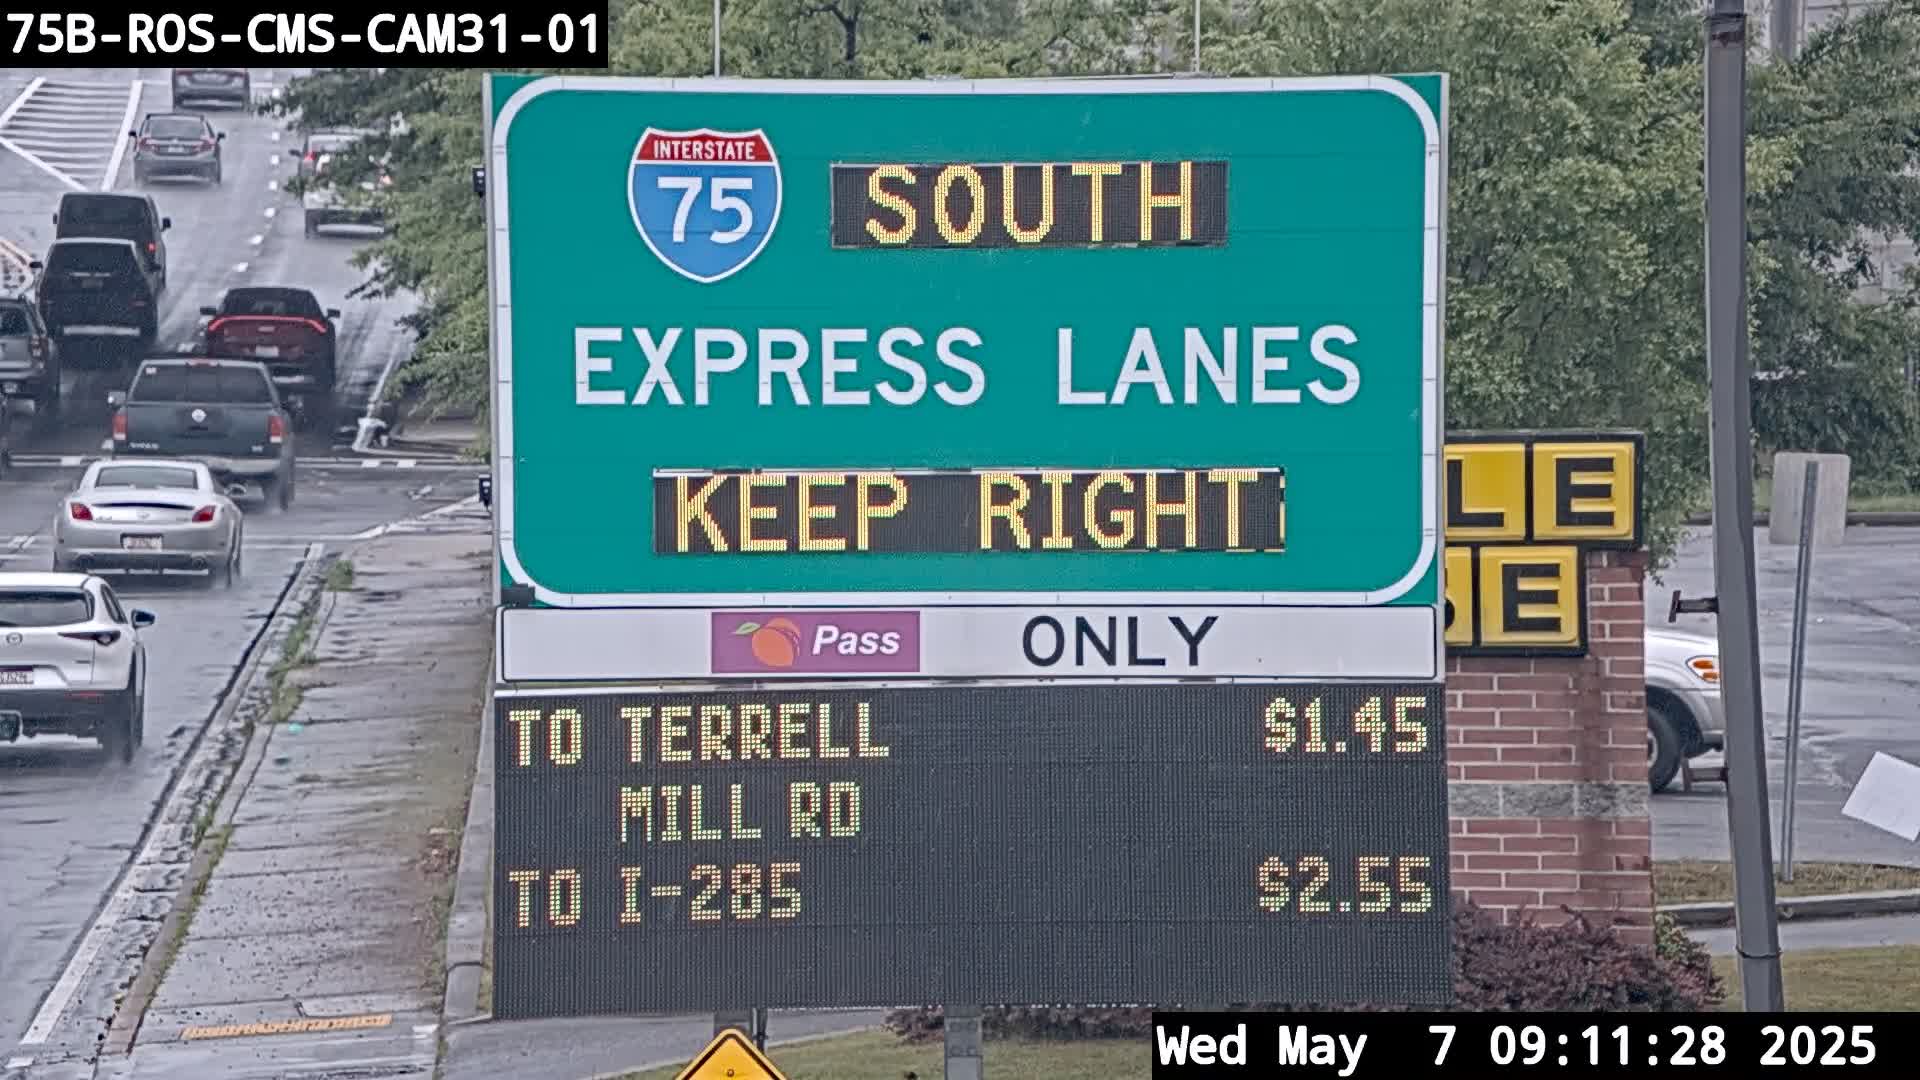 75B-ROS-CMS-CAM31-01
INTERSTATE
75
SOUTH
EXPRESS LANES
KEEP RIGHT
LE
E
Pass
ONLY
TO TERRELL $1.45
MILL RD
TO I-285 $2.55
Wed May 7 09:11:28 2025